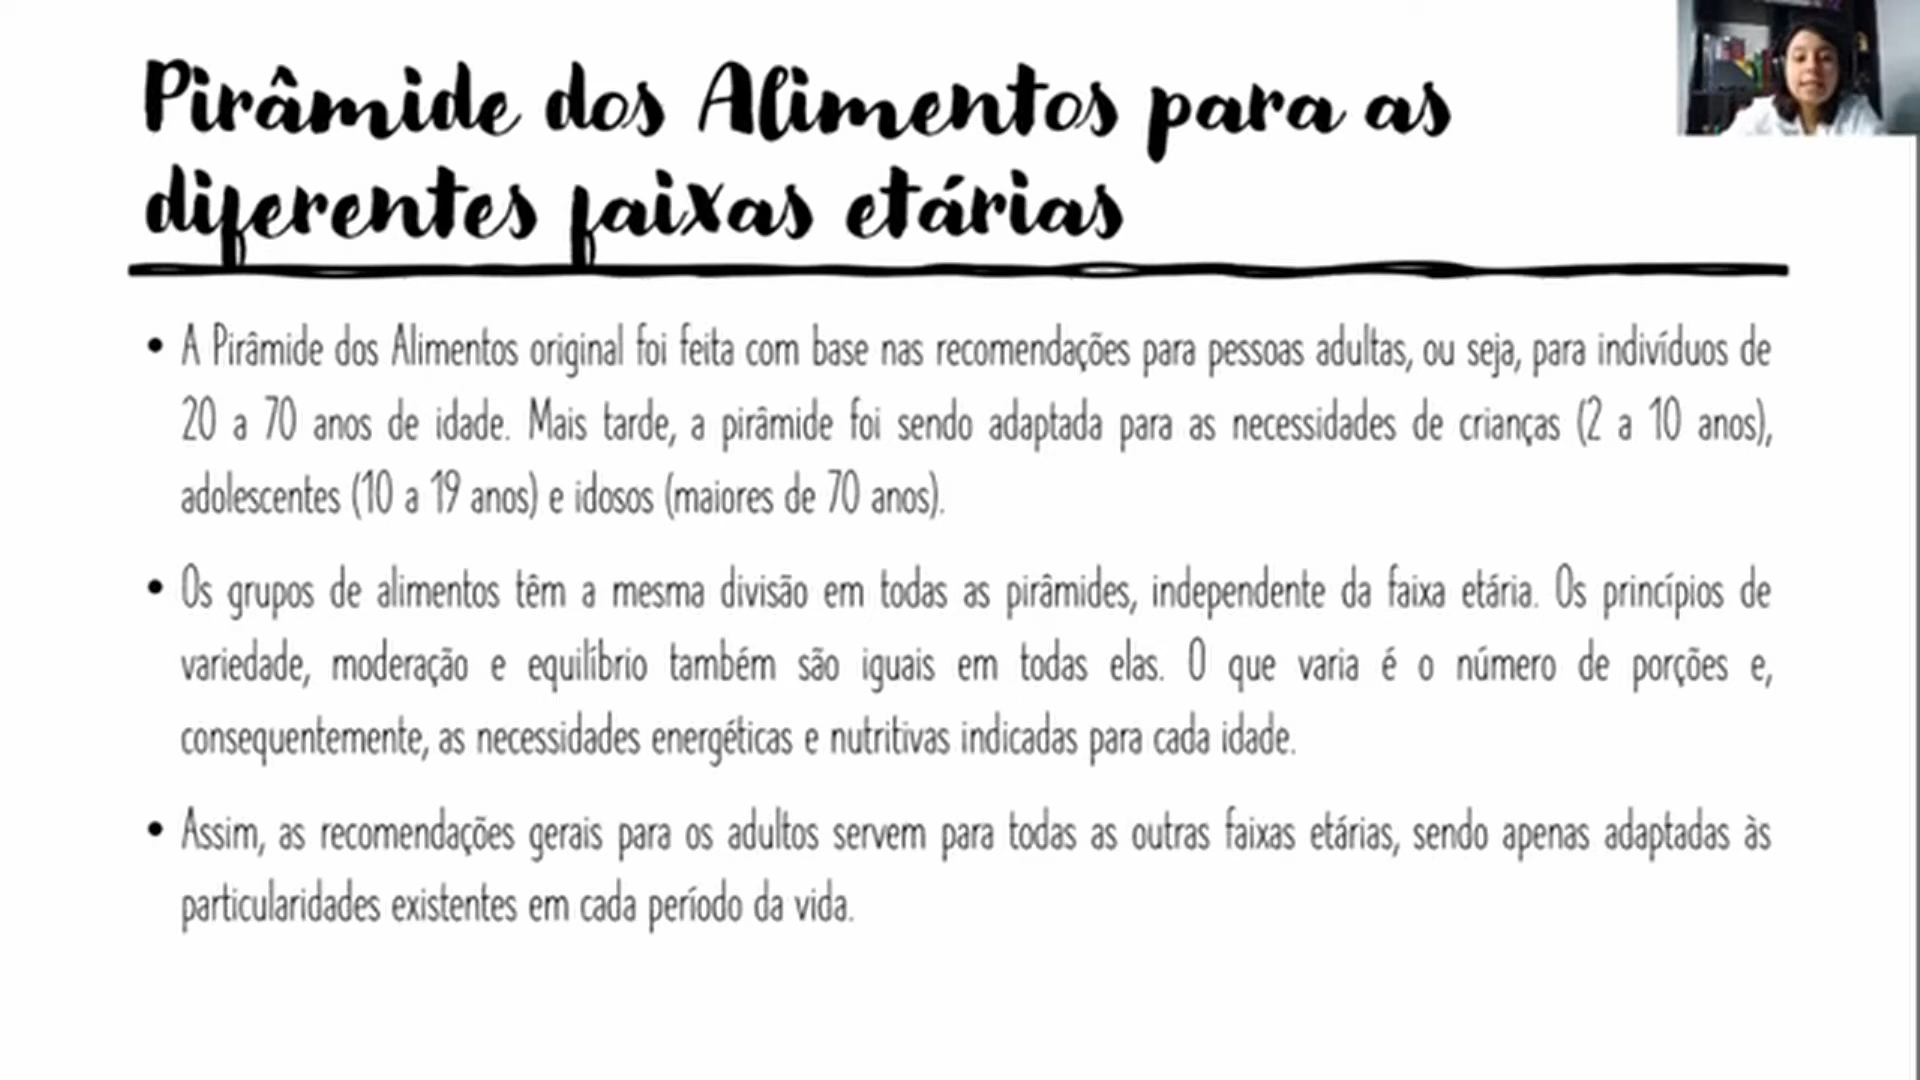 Pirâmide dos Alimentos para as
diferentes faixas etárias
• A Pirâmide dos Alimentos original foi feita com base nas recomendações para pessoas adultas, ou seja, para indivíduos de
20 a 70 anos de idade. Mais tarde, a pirâmide foi sendo adaptada para as necessidades de crianças (2 a 10 anos),
adolescentes (10 a 19 anos) e idosos (maiores de 70 anos).
• Os grupos de alimentos têm a mesma divisão em todas as pirâmides, independente da faixa etária. Os princípios de
variedade, moderação e equilíbrio também são iguais em todas elas. O que varia é o número de porções e,
consequentemente, as necessidades energéticas e nutritivas indicadas para cada idade.
• Assim, as recomendações gerais para os adultos servem para todas as outras faixas etárias, sendo apenas adaptadas às
particularidades existentes em cada período da vida.